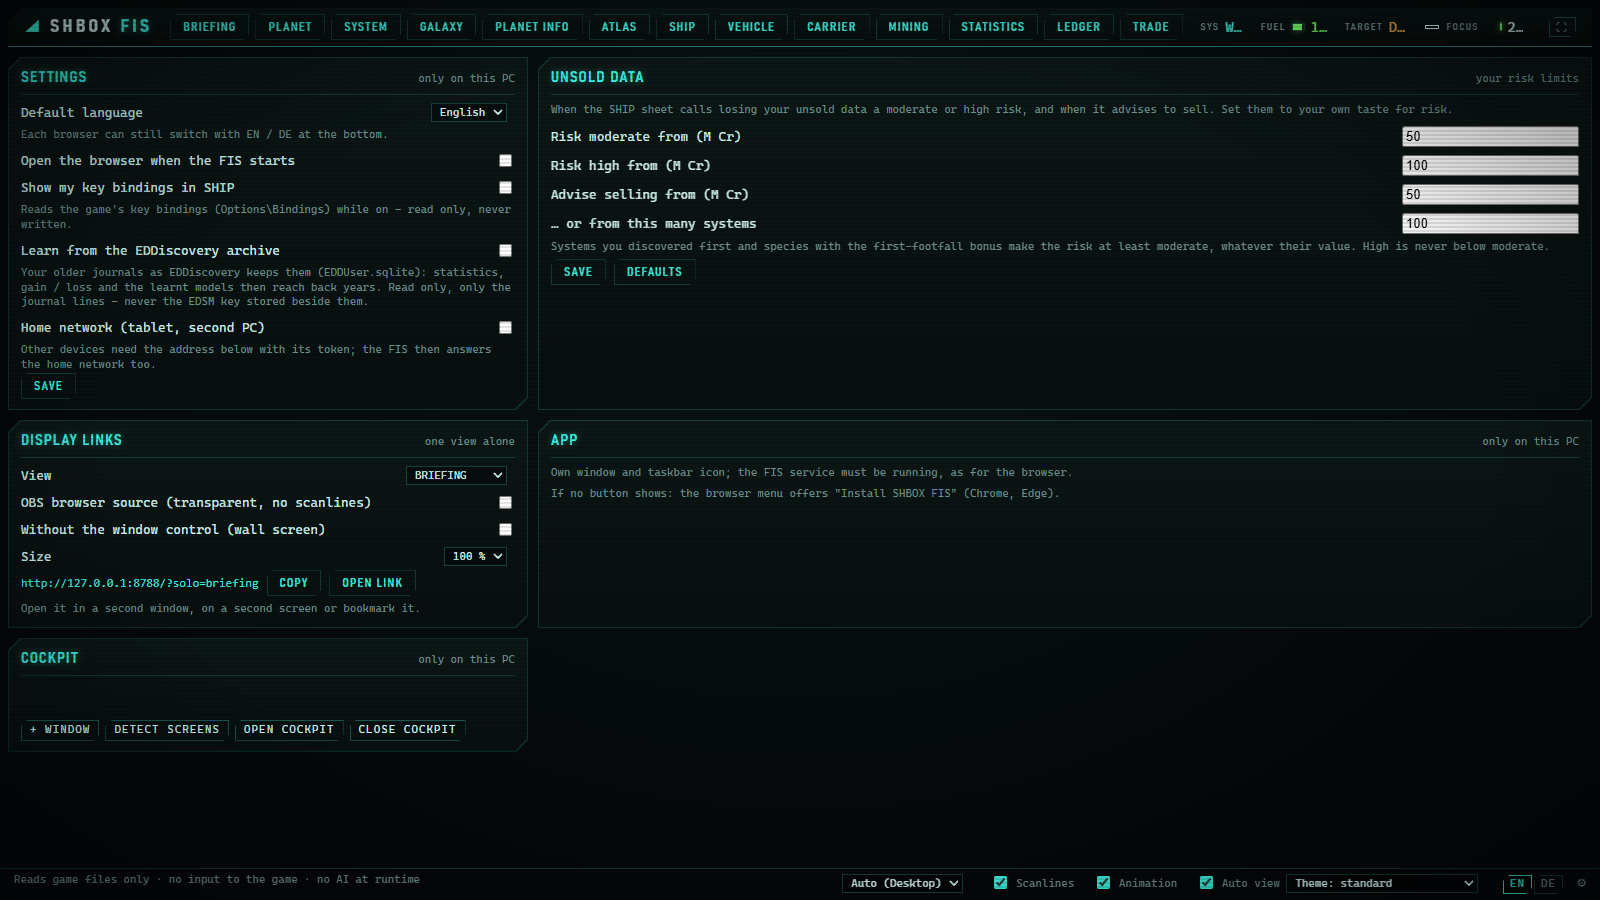 SHBOX FIS BRIEFING PLANET SYSTEM GALAXY PLANET INFO ATLAS SHIP VEHICLE CARRIER MINING STATISTICS LEDGER TRADE SYS W… FUEL 1… TARGET D… FOCUS 2…
SETTINGS only on this PC
Default language English
Each browser can still switch with EN / DE at the bottom.
Open the browser when the FIS starts
Show my key bindings in SHIP
Reads the game's key bindings (Options\Bindings) while on – read only, never
written.
Learn from the EDDiscovery archive
Your older journals as EDDiscovery keeps them (EDDUser.sqlite): statistics,
gain / loss and the learnt models then reach back years. Read only, only the
journal lines – never the EDSM key stored beside them.
Home network (tablet, second PC)
Other devices need the address below with its token; the FIS then answers
the home network too.
SAVE
UNSOLD DATA your risk limits
When the SHIP sheet calls losing your unsold data a moderate or high risk, and when it advises to sell. Set them to your own taste for risk.
Risk moderate from (M Cr) 50
Risk high from (M Cr) 100
Advise selling from (M Cr) 50
… or from this many systems 100
Systems you discovered first and species with the first-footfall bonus make the risk at least moderate, whatever their value. High is never below moderate.
SAVE DEFAULTS
DISPLAY LINKS one view alone
View BRIEFING
OBS browser source (transparent, no scanlines)
Without the window control (wall screen)
Size 100 %
http://127.0.0.1:8788/?solo=briefing COPY OPEN LINK
Open it in a second window, on a second screen or bookmark it.
APP only on this PC
Own window and taskbar icon; the FIS service must be running, as for the browser.
If no button shows: the browser menu offers "Install SHBOX FIS" (Chrome, Edge).
COCKPIT only on this PC
+ WINDOW DETECT SCREENS OPEN COCKPIT CLOSE COCKPIT
Reads game files only · no input to the game · no AI at runtime Auto (Desktop) Scanlines Animation Auto view Theme: standard EN DE